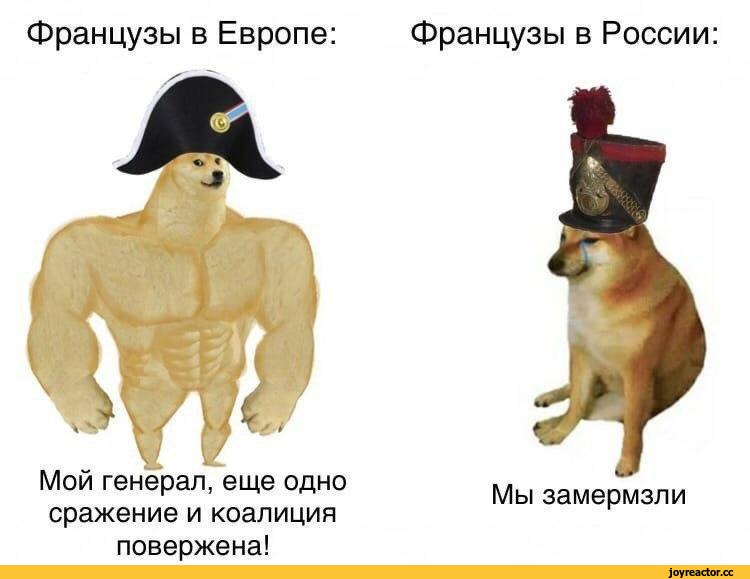 Французы в Европе:
Французы в России:
Мой генерал, еще одно
сражение и коалиция
повержена!
Мы замермзли
joyreactor.cc